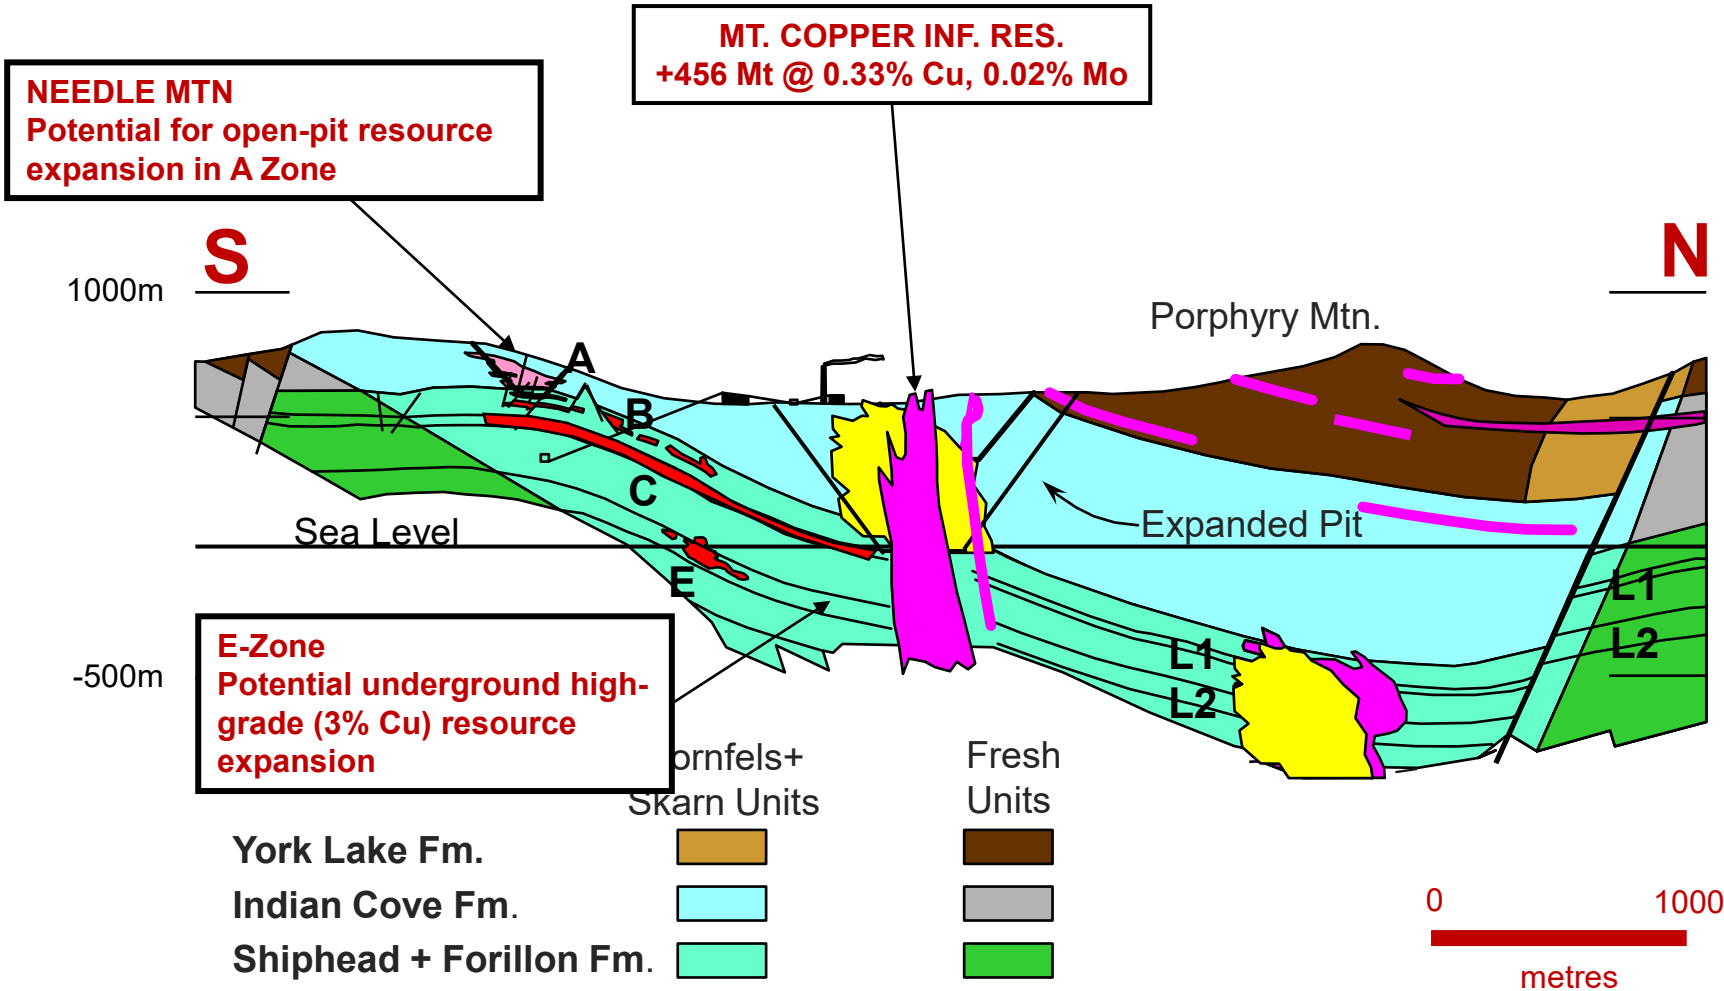 MT. COPPER INF. RES.
+456 Mt @ 0.33% Cu, 0.02% Mo
NEEDLE MTN
Potential for open-pit resource
expansion in A Zone
S
N
1000m
Porphyry Mtn.
A
B
C
Sea Level
Expanded Pit
E
L1
L2
L1
L2
E-Zone
Potential underground high-
grade (3% Cu) resource
expansion
-500m
ornfels+
Skarn Units
Fresh
Units
York Lake Fm.
Indian Cove Fm.
Shiphead + Forillon Fm.
0
1000
metres